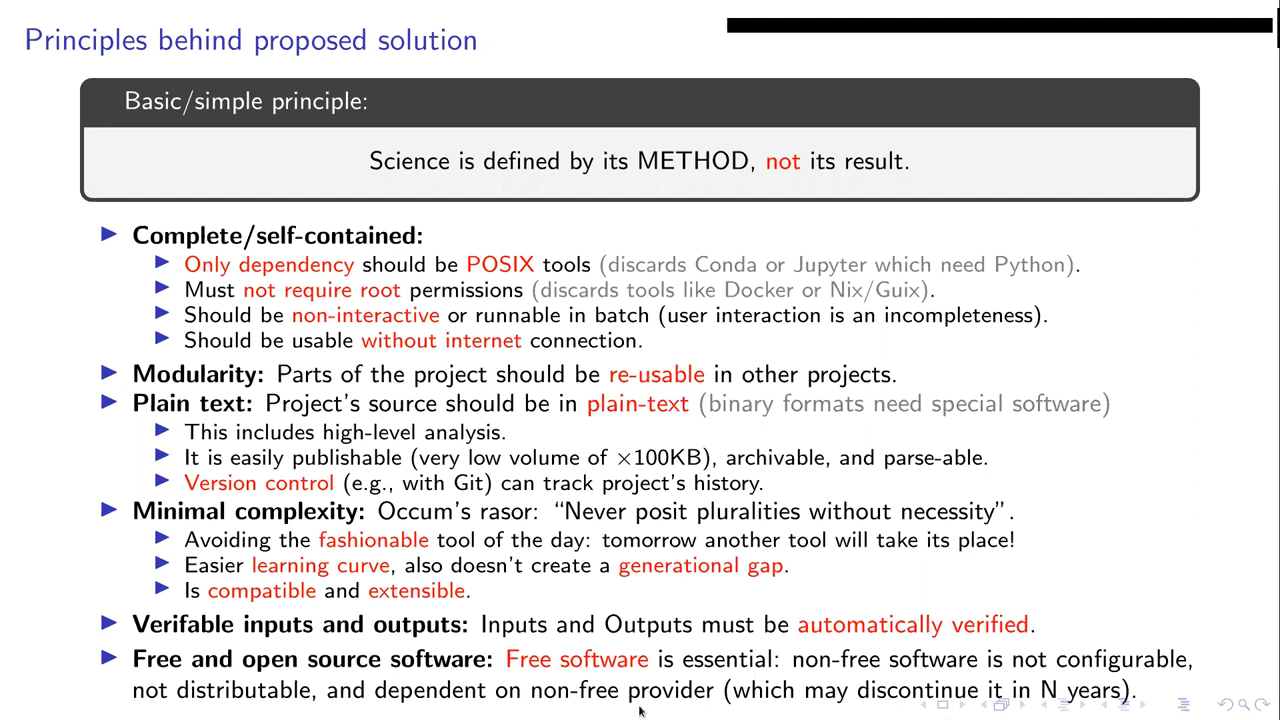 Principles behind proposed solution
Basic/simple principle:
Science is defined by its METHOD, not its result.
Complete/self-contained:
Only dependency should be POSIX tools (discards Conda or Jupyter which need Python).
Must not require root permissions (discards tools like Docker or Nix/Guix).
Should be non-interactive or runnable in batch (user interaction is an incompleteness).
Should be usable without internet connection.
Modularity: Parts of the project should be re-usable in other projects.
Plain text: Project's source should be in plain-text (binary formats need special software)
This includes high-level analysis.
It is easily publishable (very low volume of ×100KB), archivable, and parse-able.
Version control (e.g., with Git) can track project's history.
Minimal complexity: Occum's rasor: “Never posit pluralities without necessity”.
Avoiding the fashionable tool of the day: tomorrow another tool will take its place!
Easier learning curve, also doesn't create a generational gap.
Is compatible and extensible.
Verifable inputs and outputs: Inputs and Outputs must be automatically verified.
Free and open source software: Free software is essential: non-free software is not configurable,
not distributable, and dependent on non-free provider (which may discontinue it in N years).